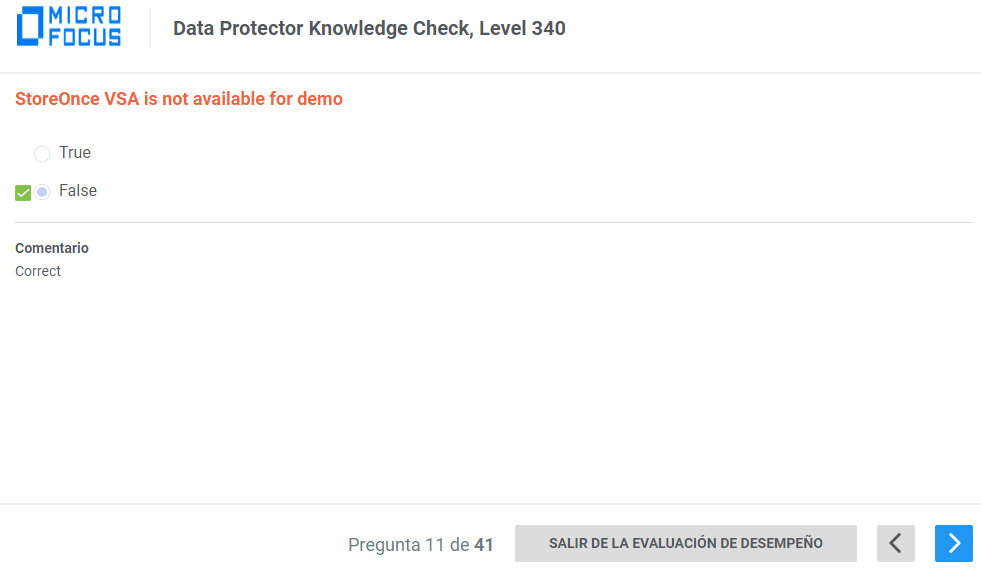 MICRO
FOCUS
Data Protector Knowledge Check, Level 340
StoreOnce VSA is not available for demo
True
False
Comentario
Correct
Pregunta 11 de 41
SALIR DE LA EVALUACIÓN DE DESEMPEÑO